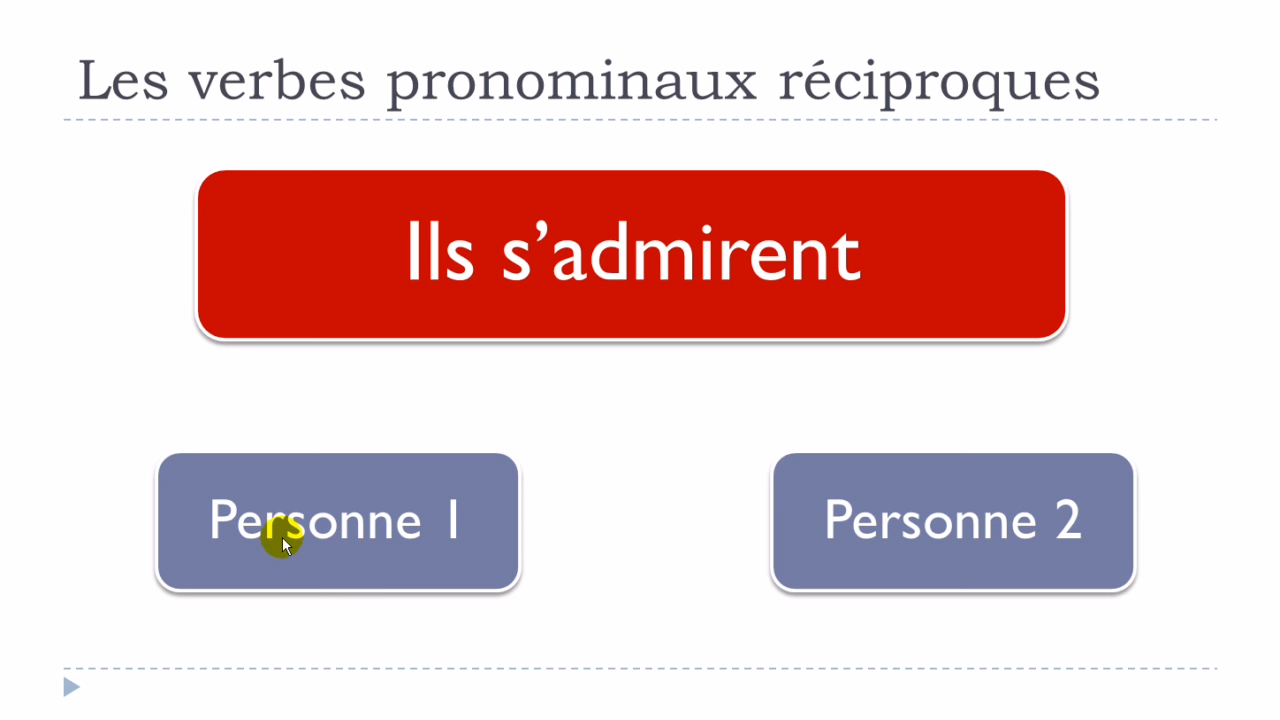 Les verbes pronominaux réciproques
Ils s’admirent
Personne 1
Personne 2